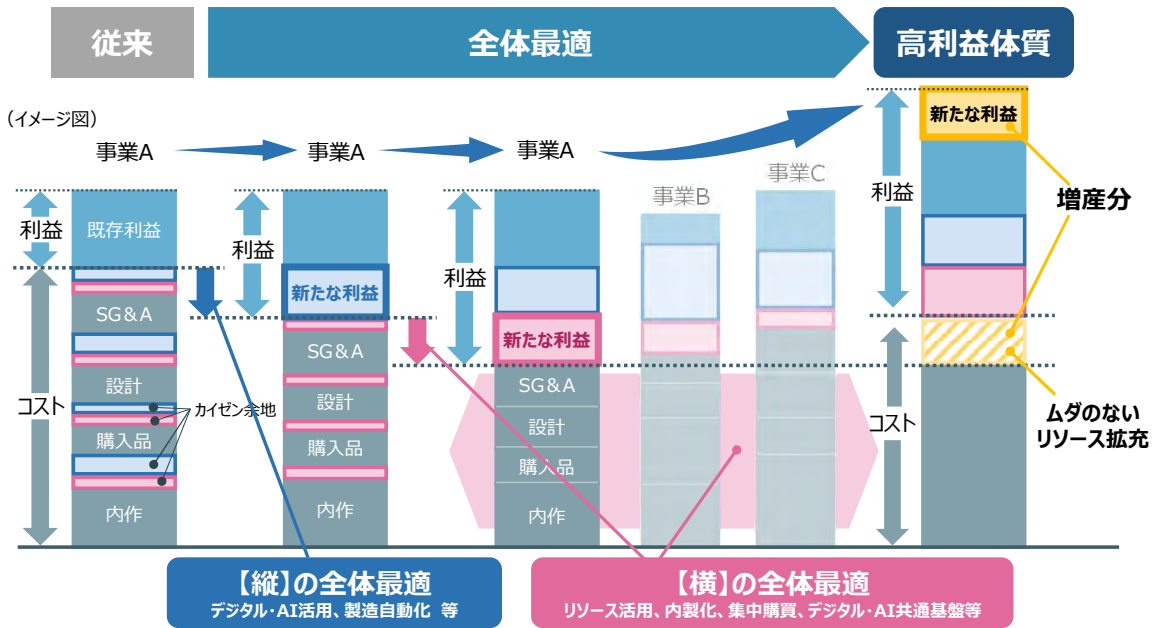 従来
全体最適
高利益体質
（イメージ図）
事業A
事業A
事業A
事業B
事業C
利益
既存利益
コスト
SG&A
設計
カイゼン余地
購入品
内作
利益
新たな利益
SG&A
設計
購入品
内作
利益
新たな利益
SG&A
設計
購入品
内作
利益
新たな利益
増産分
コスト
ムダのない
リソース拡充
【縦】の全体最適
デジタル・AI活用、製造自動化 等
【横】の全体最適
リソース活用、内製化、集中購買、デジタル・AI共通基盤等